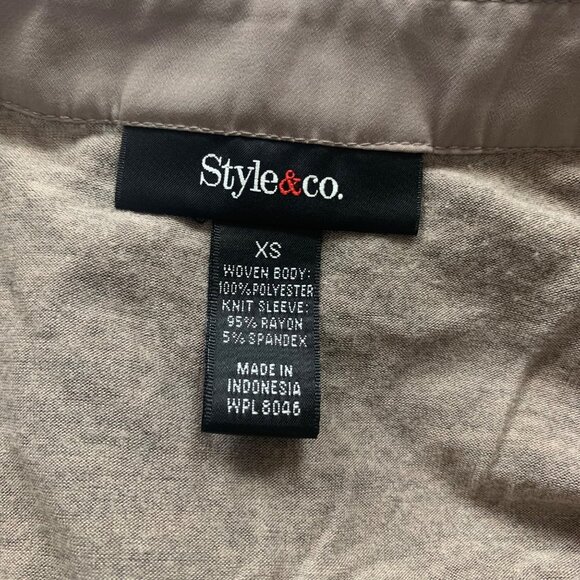 Style&co.
XS
WOVEN BODY:
100% POLYESTER
KNIT SLEEVE:
95% RAYON
5% SPANDEX
MADE IN
INDONESIA
WPL 8046